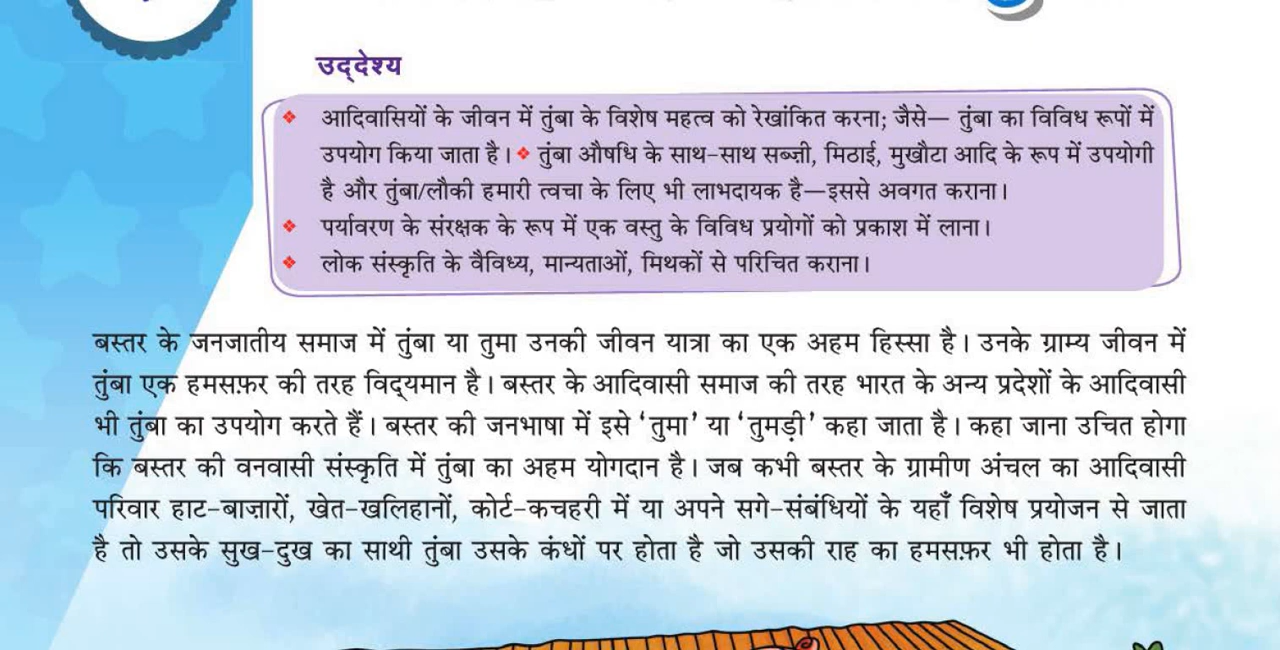 उद्देश्य
❖ आदिवासियों के जीवन में तुंबा के विशेष महत्व को रेखांकित करना; जैसे— तुंबा का विविध रूपों में
उपयोग किया जाता है। ❖ तुंबा औषधि के साथ-साथ सब्ज़ी, मिठाई, मुखौटा आदि के रूप में उपयोगी
है और तुंबा/लौकी हमारी त्वचा के लिए भी लाभदायक है—इससे अवगत कराना।
❖ पर्यावरण के संरक्षक के रूप में एक वस्तु के विविध प्रयोगों को प्रकाश में लाना।
❖ लोक संस्कृति के वैविध्य, मान्यताओं, मिथकों से परिचित कराना।
बस्तर के जनजातीय समाज में तुंबा या तुमा उनकी जीवन यात्रा का एक अहम हिस्सा है। उनके ग्राम्य जीवन में
तुंबा एक हमसफ़र की तरह विद्यमान है। बस्तर के आदिवासी समाज की तरह भारत के अन्य प्रदेशों के आदिवासी
भी तुंबा का उपयोग करते हैं। बस्तर की जनभाषा में इसे ‘तुमा’ या ‘तुमड़ी’ कहा जाता है। कहा जाना उचित होगा
कि बस्तर की वनवासी संस्कृति में तुंबा का अहम योगदान है। जब कभी बस्तर के ग्रामीण अंचल का आदिवासी
परिवार हाट-बाज़ारों, खेत-खलिहानों, कोर्ट-कचहरी में या अपने सगे-संबंधियों के यहाँ विशेष प्रयोजन से जाता
है तो उसके सुख-दुख का साथी तुंबा उसके कंधों पर होता है जो उसकी राह का हमसफ़र भी होता है।